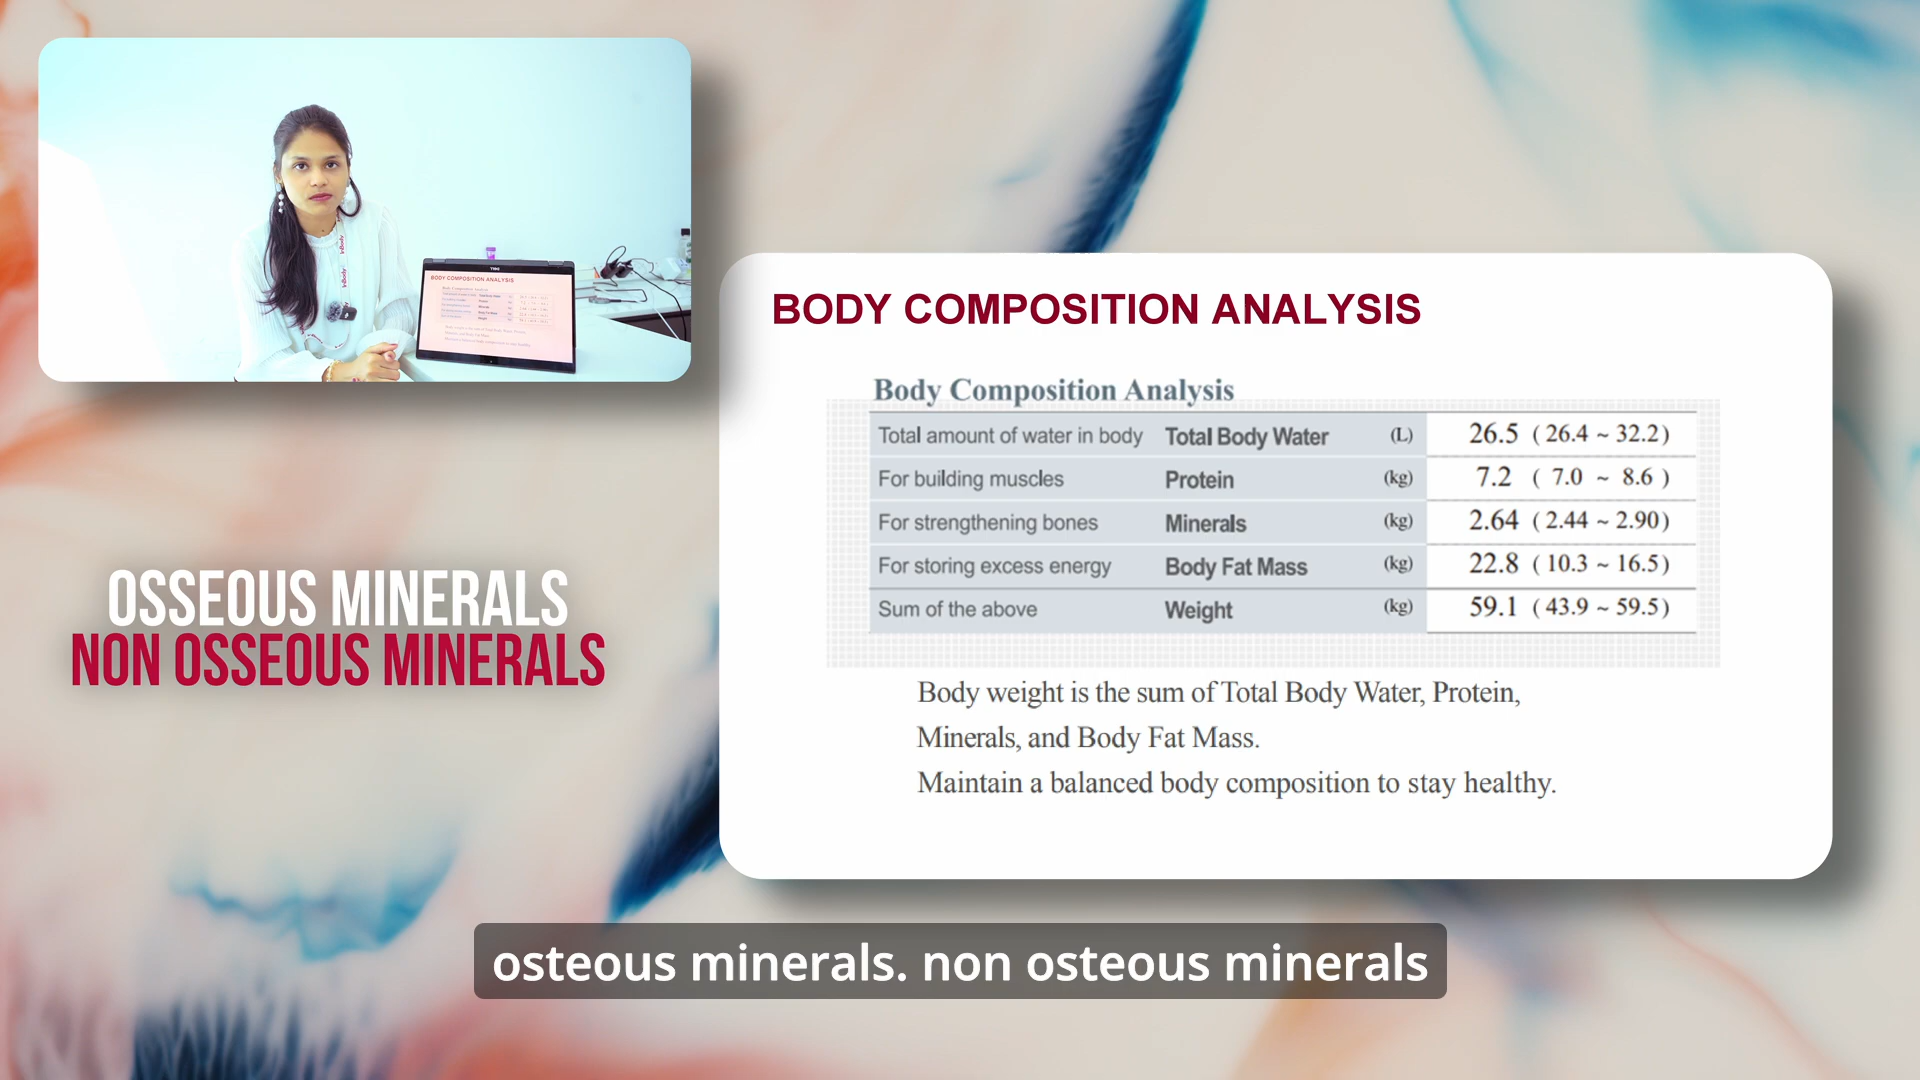 BODY COMPOSITION ANALYSIS
Body Composition Analysis
Total amount of water in body Total Body Water (L) 26.5 ( 26.4 ~ 32.2 )
For building muscles Protein (kg) 7.2 ( 7.0 ~ 8.6 )
For strengthening bones Minerals (kg) 2.64 ( 2.44 ~ 2.90 )
For storing excess energy Body Fat Mass (kg) 22.8 ( 10.3 ~ 16.5 )
Sum of the above Weight (kg) 59.1 ( 43.9 ~ 59.5 )
Body weight is the sum of Total Body Water, Protein,
Minerals, and Body Fat Mass.
Maintain a balanced body composition to stay healthy.
OSSEOUS MINERALS
NON OSSEOUS MINERALS
osteous minerals. non osteous minerals
InBody
InBody
BODY COMPOSITION ANALYSIS